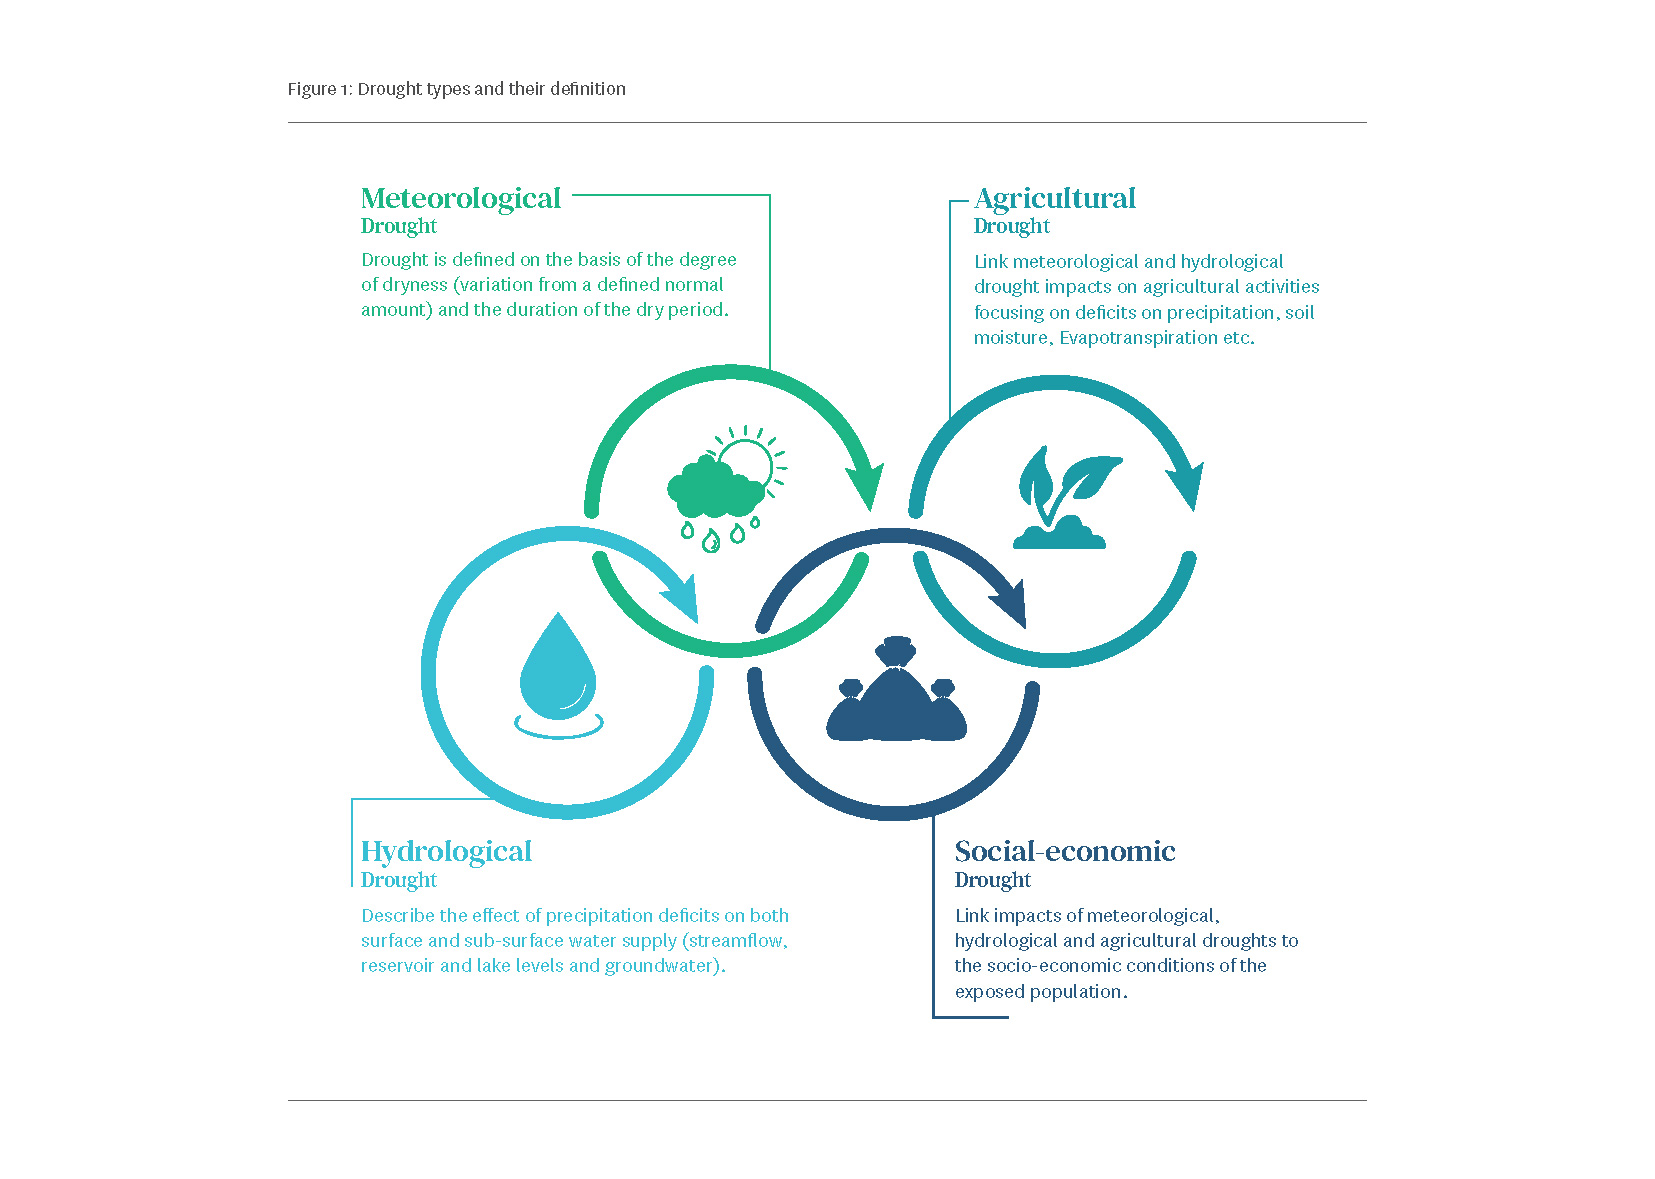 Figure 1: Drought types and their definition
Meteorological
Drought
Drought is defined on the basis of the degree
of dryness (variation from a defined normal
amount) and the duration of the dry period.
Agricultural
Drought
Link meteorological and hydrological
drought impacts on agricultural activities
focusing on deficits on precipitation, soil
moisture, Evapotranspiration etc.
Hydrological
Drought
Describe the effect of precipitation deficits on both
surface and sub-surface water supply (streamflow,
reservoir and lake levels and groundwater).
Social-economic
Drought
Link impacts of meteorological,
hydrological and agricultural droughts to
the socio-economic conditions of the
exposed population.